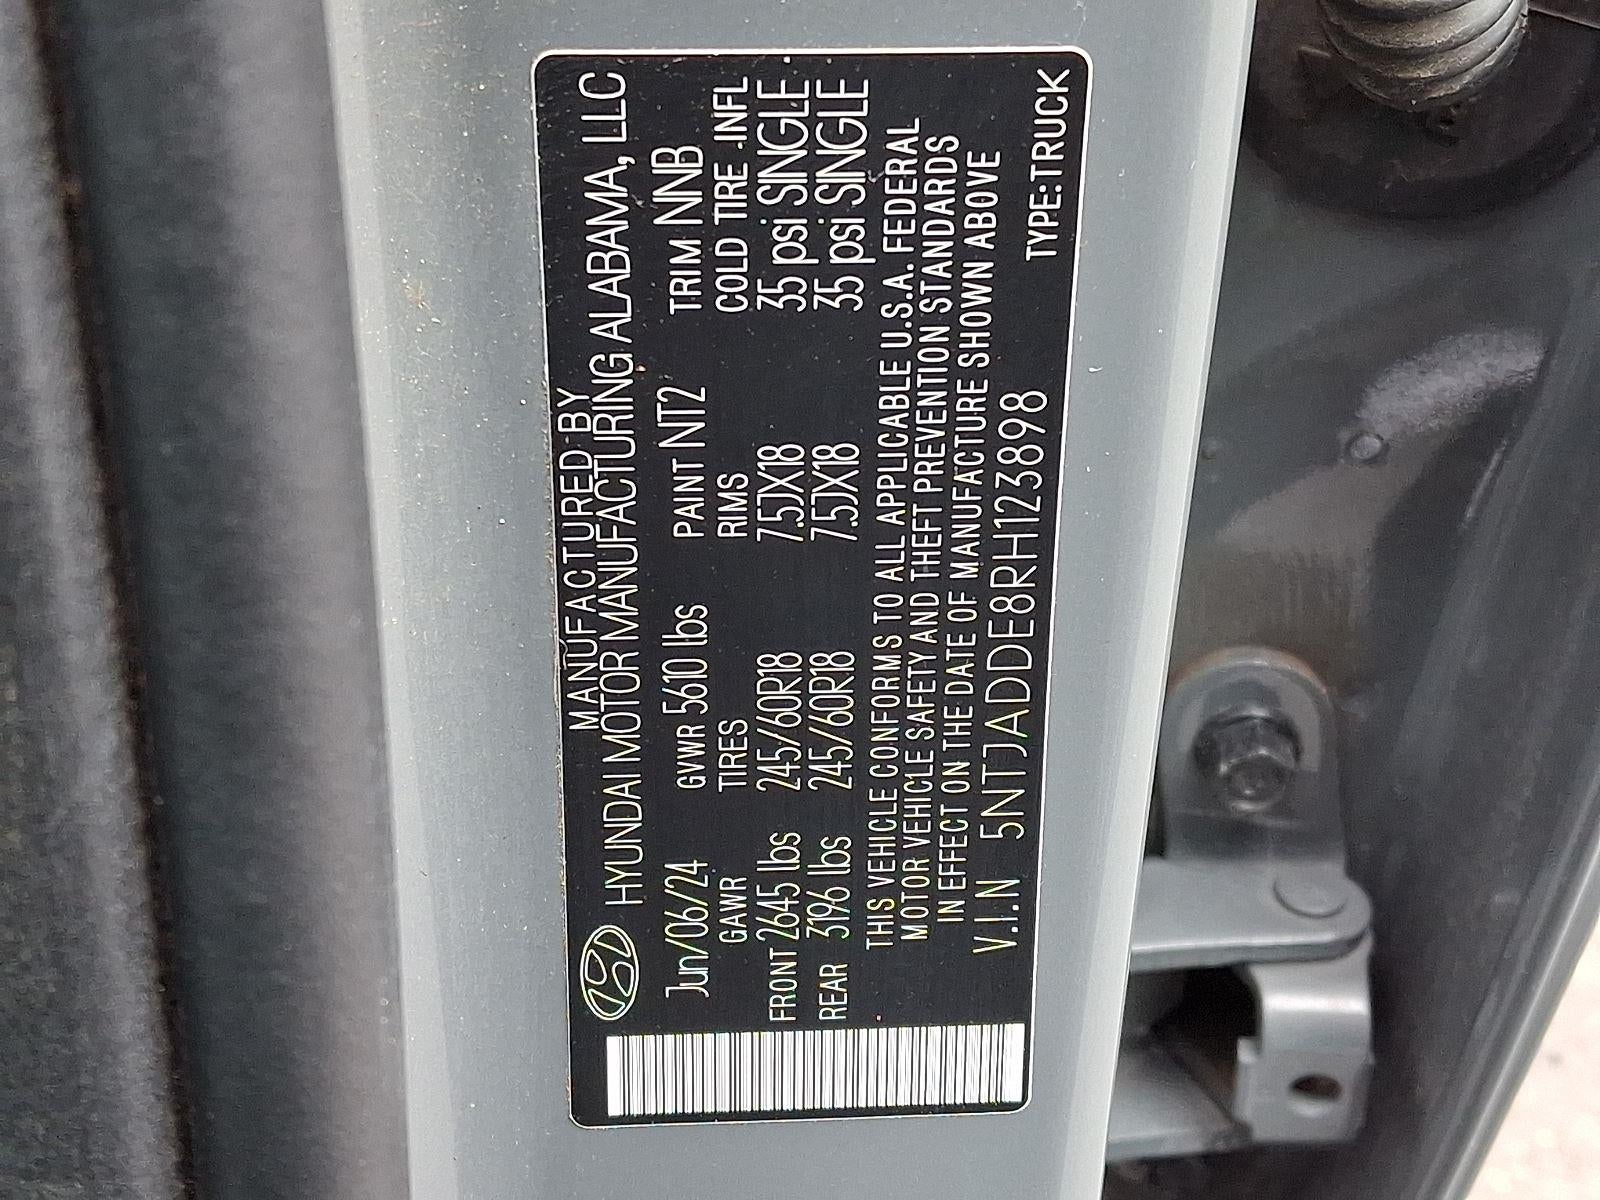 MANUFACTURED BY
HYUNDAI MOTOR MANUFACTURING ALABAMA, LLC
Jun/06/24 GVWR 5610 lbs PAINT NT2 TRIM NNB
GAWR TIRES RIMS COLD TIRE .INFL
FRONT 2645 lbs 245/60R18 7.5JX18 35 psi SINGLE
REAR 3196 lbs 245/60R18 7.5JX18 35 psi SINGLE
THIS VEHICLE CONFORMS TO ALL APPLICABLE U.S.A. FEDERAL
MOTOR VEHICLE SAFETY AND THEFT PREVENTION STANDARDS
IN EFFECT ON THE DATE OF MANUFACTURE SHOWN ABOVE
V.I.N 5NTJADDE8RH123898 TYPE:TRUCK